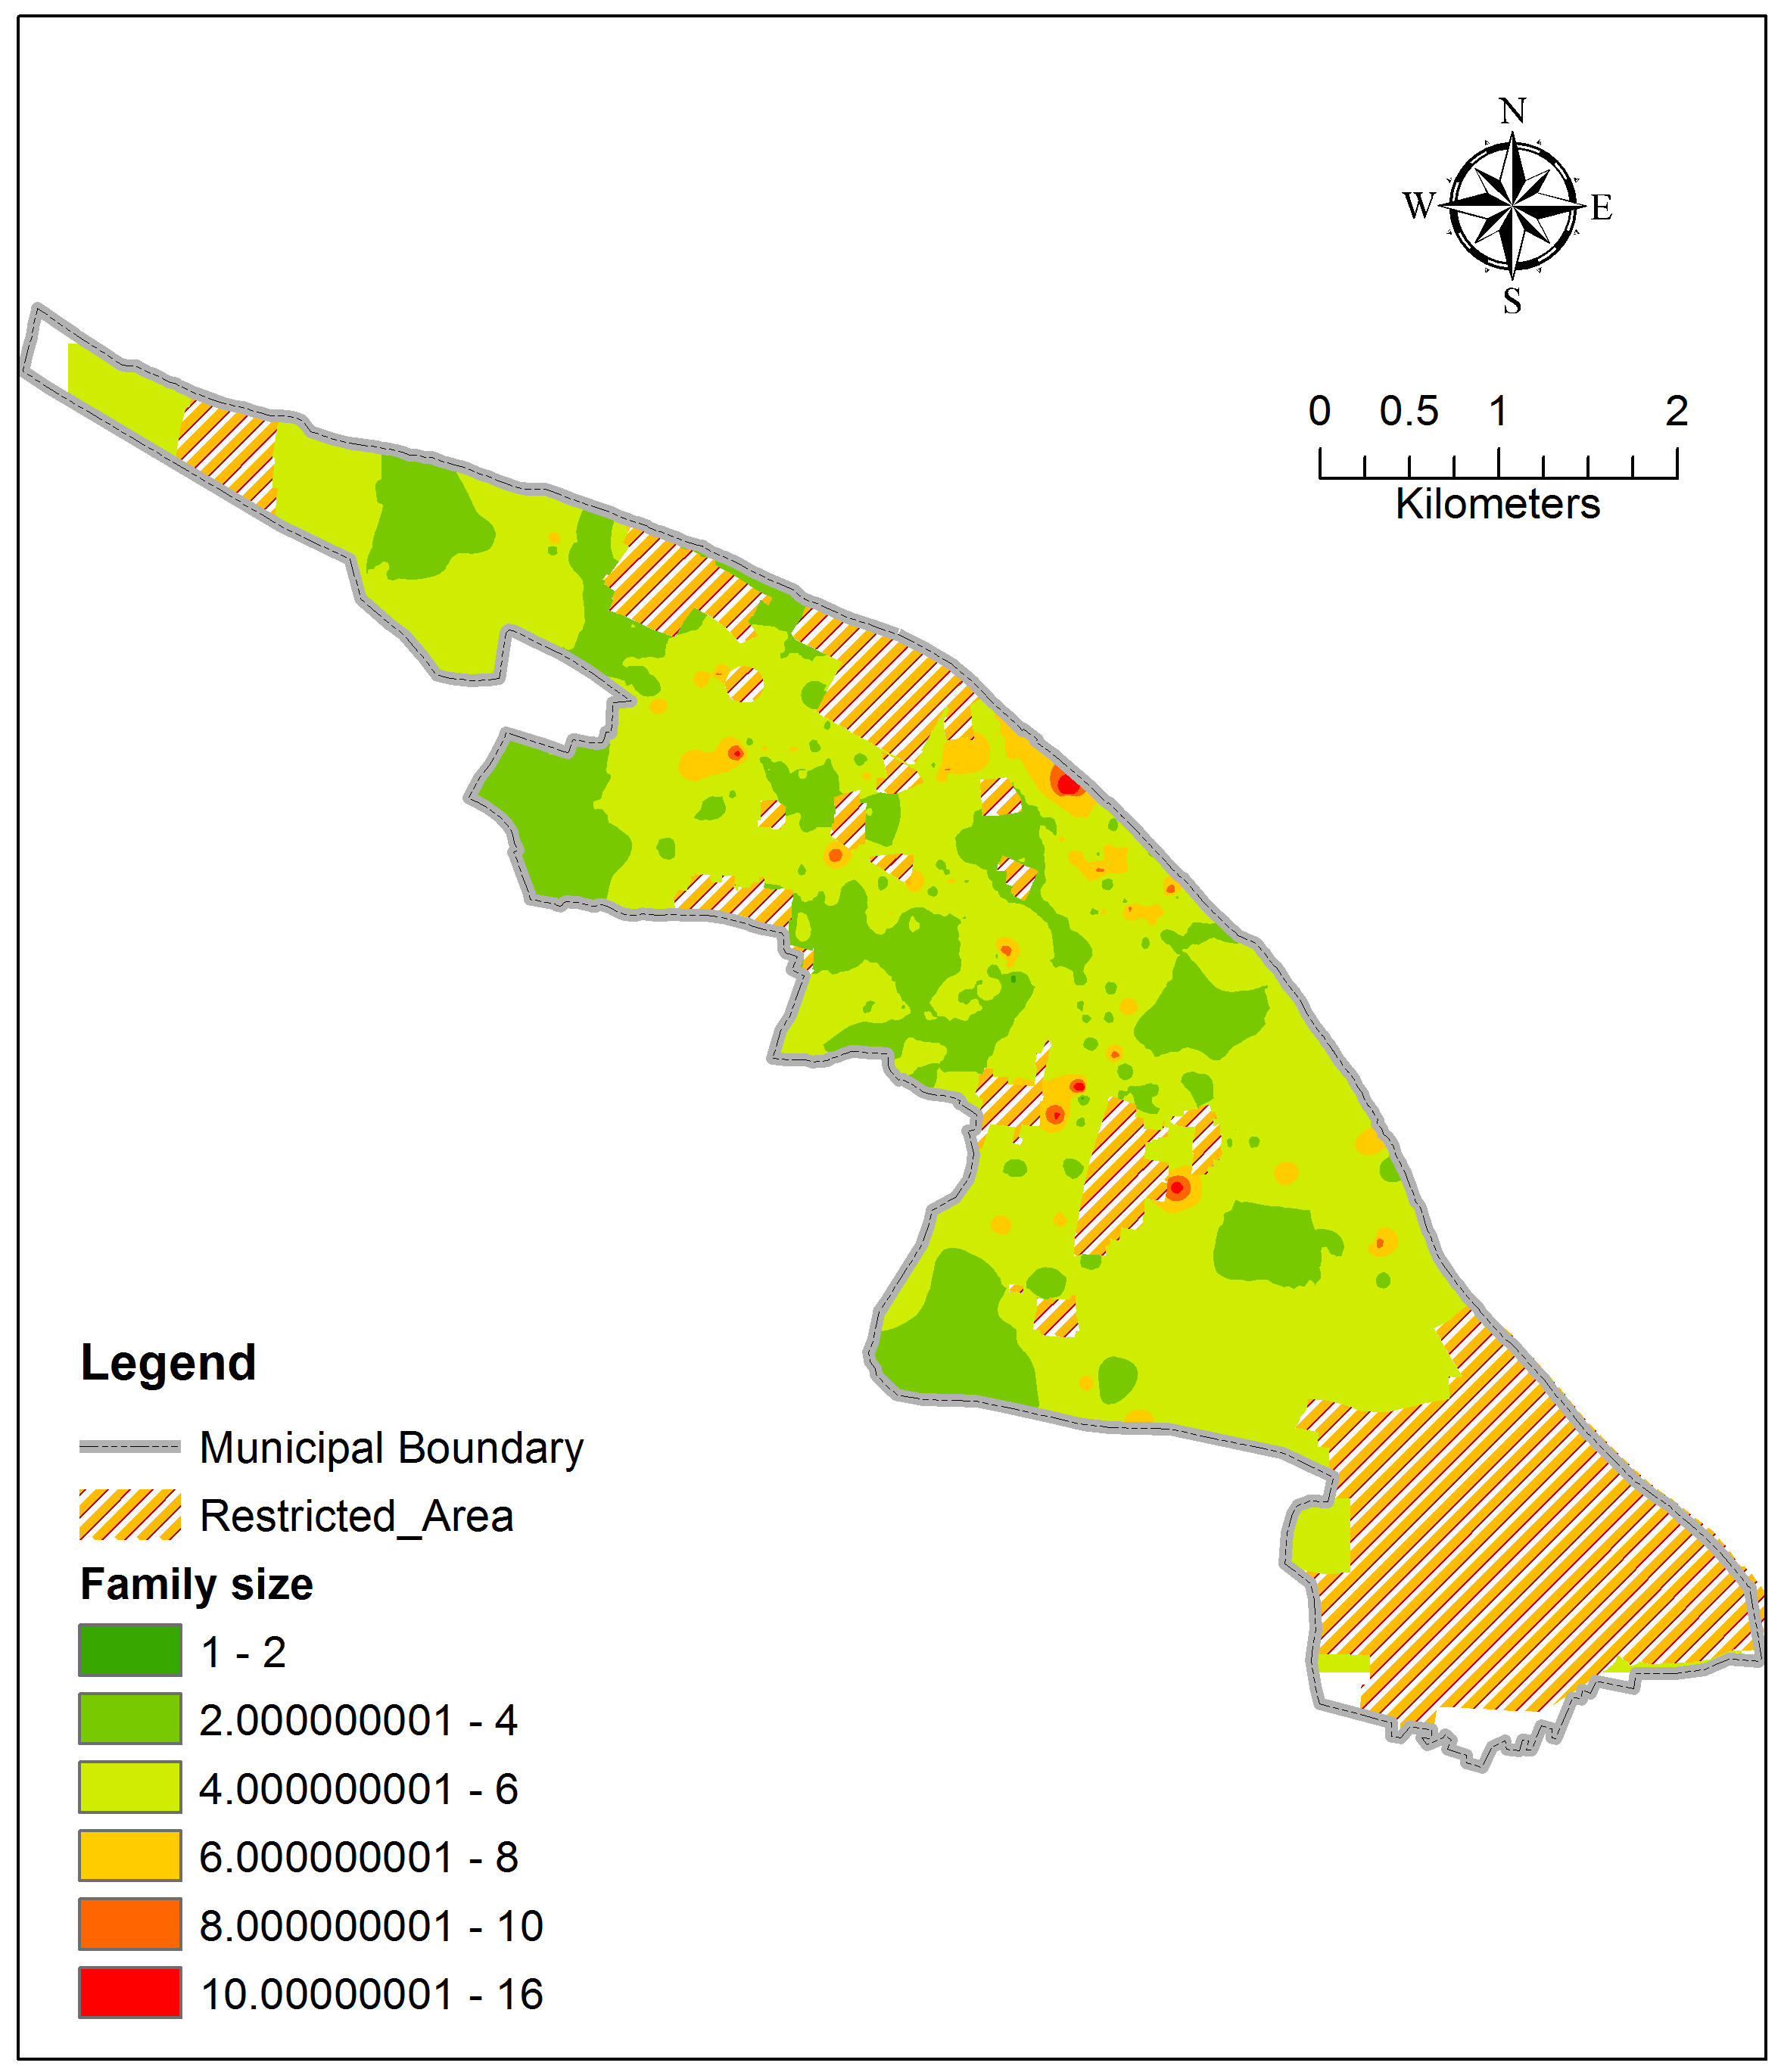 N
W E
S
0 0.5 1 2
Kilometers
Legend
Municipal Boundary
Restricted_Area
Family size
1 - 2
2.000000001 - 4
4.000000001 - 6
6.000000001 - 8
8.000000001 - 10
10.00000001 - 16